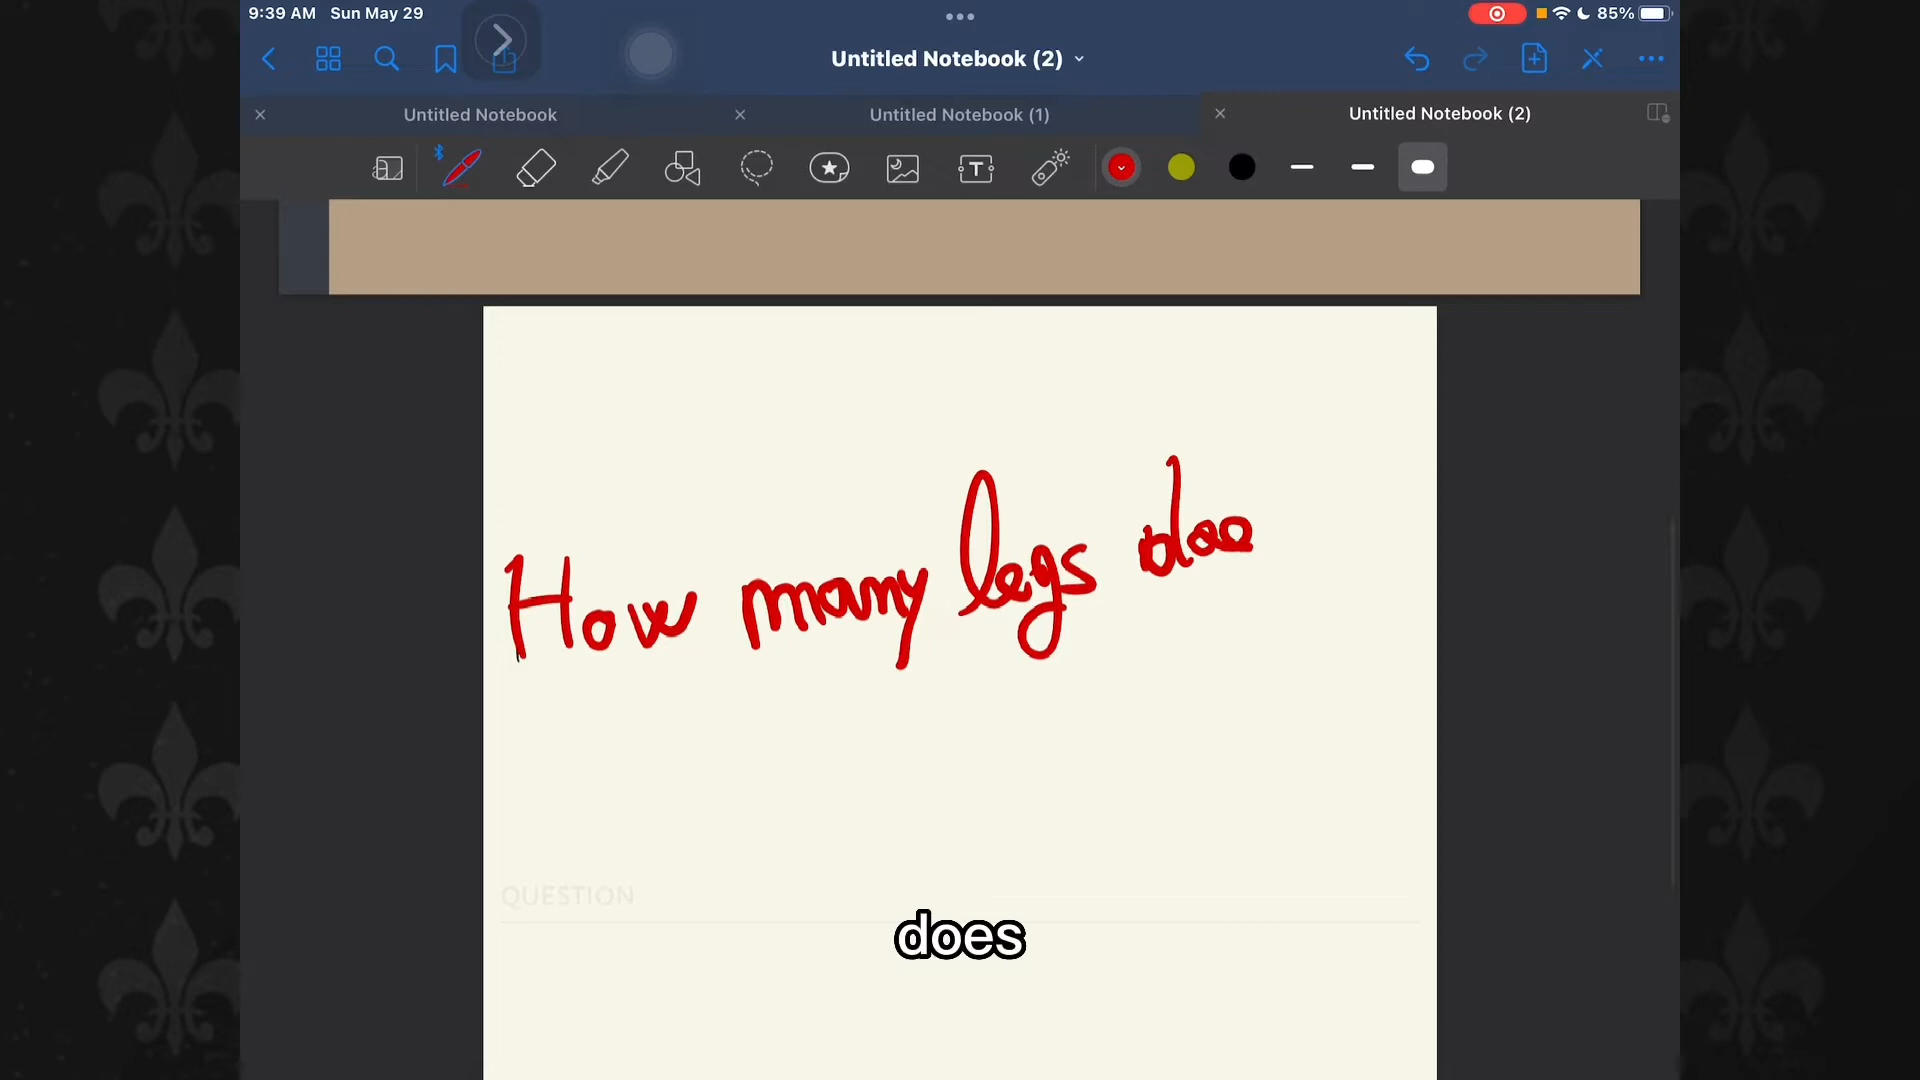 9:39 AM Sun May 29
85%
Untitled Notebook (2)
Untitled Notebook
Untitled Notebook (1)
Untitled Notebook (2)
How many legs doe
QUESTION
does